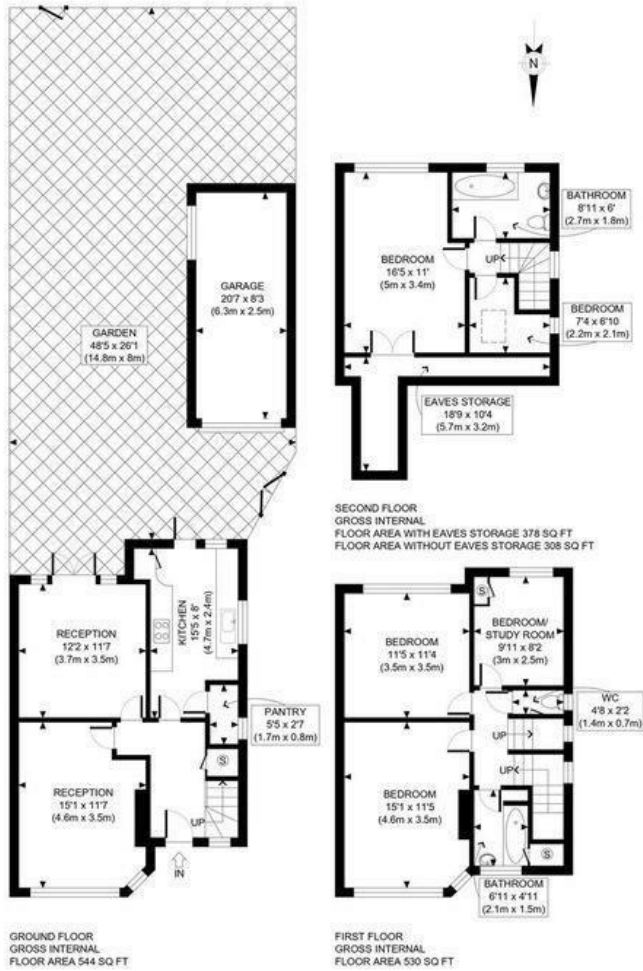 N
BATHROOM
8'11 x 6'
(2.7m x 1.8m)
BEDROOM
16'5 x 11'
(5m x 3.4m)
UP
BEDROOM
7'4 x 6'10
(2.2m x 2.1m)
EAVES STORAGE
18'9 x 10'4
(5.7m x 3.2m)
SECOND FLOOR
GROSS INTERNAL
FLOOR AREA WITH EAVES STORAGE 378 SQ FT
FLOOR AREA WITHOUT EAVES STORAGE 308 SQ FT
GARAGE
20'7 x 8'3
(6.3m x 2.5m)
GARDEN
48'5 x 26'1
(14.8m x 8m)
RECEPTION
12'2 x 11'7
(3.7m x 3.5m)
KITCHEN
15'5 x 8'
(4.7m x 2.4m)
PANTRY
5'5 x 2'7
(1.7m x 0.8m)
S
RECEPTION
15'1 x 11'7
(4.6m x 3.5m)
UP
IN
GROUND FLOOR
GROSS INTERNAL
FLOOR AREA 544 SQ FT
S
BEDROOM
11'5 x 11'4
(3.5m x 3.5m)
BEDROOM/
STUDY ROOM
9'11 x 8'2
(3m x 2.5m)
WC
4'8 x 2'2
(1.4m x 0.7m)
UP
UP
BEDROOM
15'1 x 11'5
(4.6m x 3.5m)
S
BATHROOM
6'11 x 4'11
(2.1m x 1.5m)
FIRST FLOOR
GROSS INTERNAL
FLOOR AREA 530 SQ FT